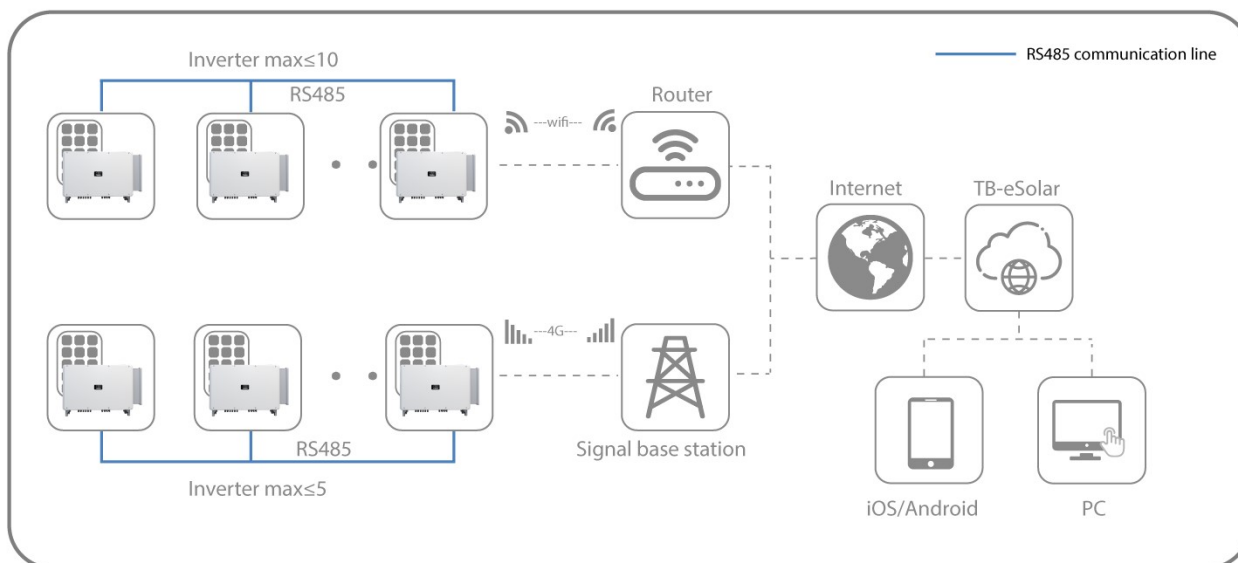 Inverter max≤10
RS485
RS485 communication line
---wifi---
Router
Internet
TB-eSolar
---4G---
RS485
Inverter max≤5
Signal base station
iOS/Android
PC